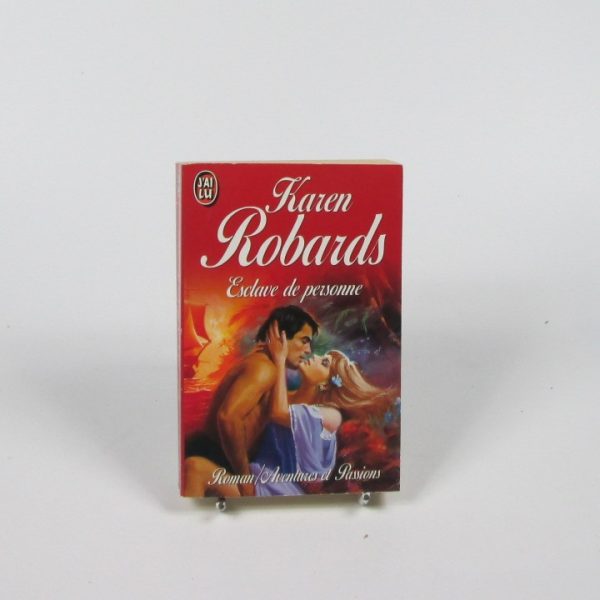 J'AI
LU
Karen
Robards
Esclave de personne
Roman/Aventures et Passions